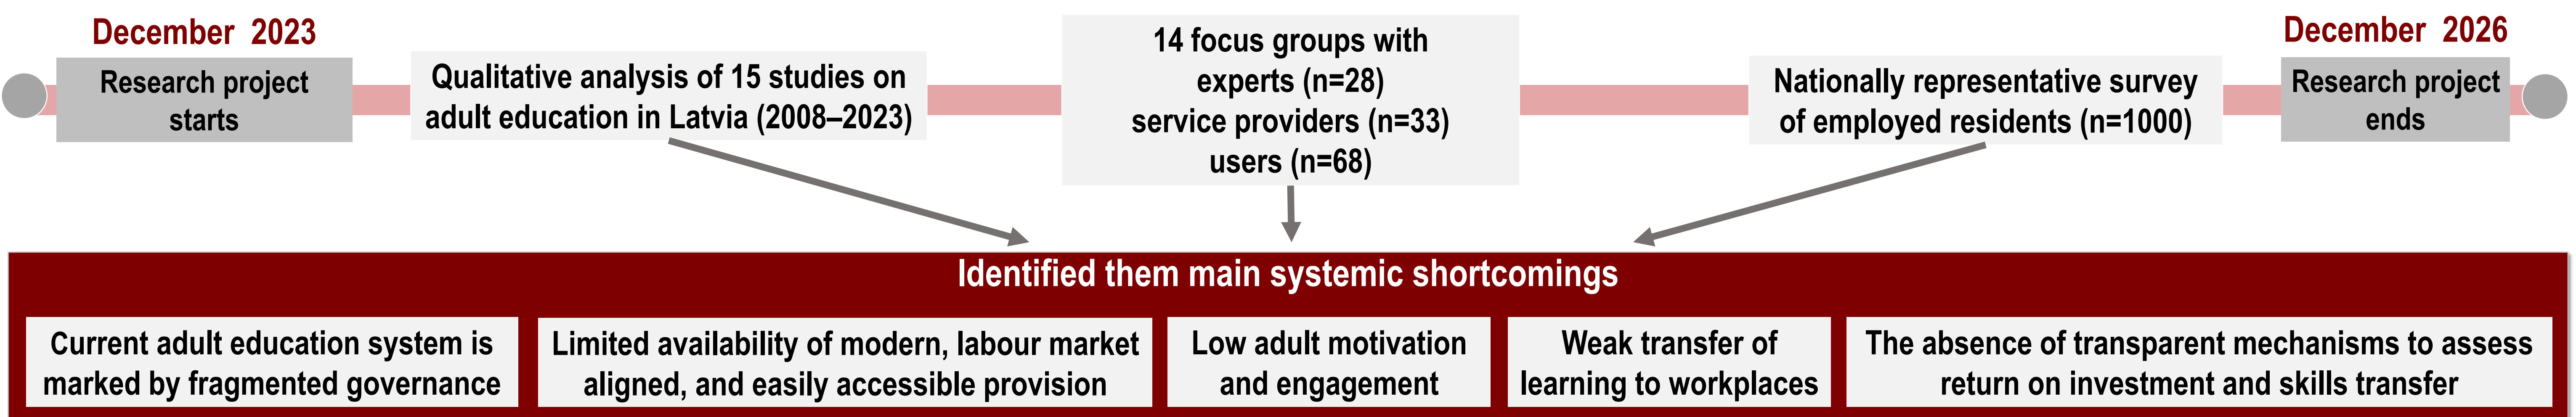 December 2023
Research project
starts
Qualitative analysis of 15 studies on
adult education in Latvia (2008–2023)
14 focus groups with
experts (n=28)
service providers (n=33)
users (n=68)
Nationally representative survey
of employed residents (n=1000)
December 2026
Research project
ends
Identified them main systemic shortcomings
Current adult education system is
marked by fragmented governance
Limited availability of modern, labour market
aligned, and easily accessible provision
Low adult motivation
and engagement
Weak transfer of
learning to workplaces
The absence of transparent mechanisms to assess
return on investment and skills transfer